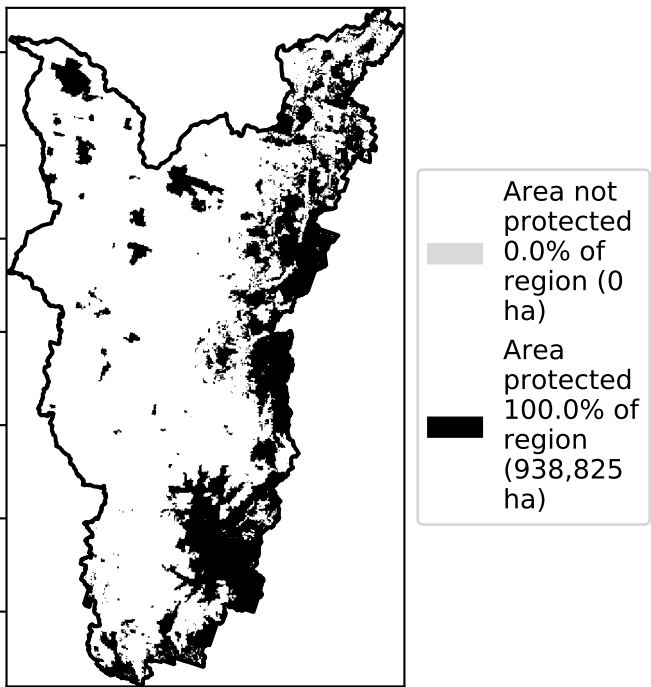 Area not
protected
0.0% of
region (0
ha)
Area
protected
100.0% of
region
(938,825
ha)